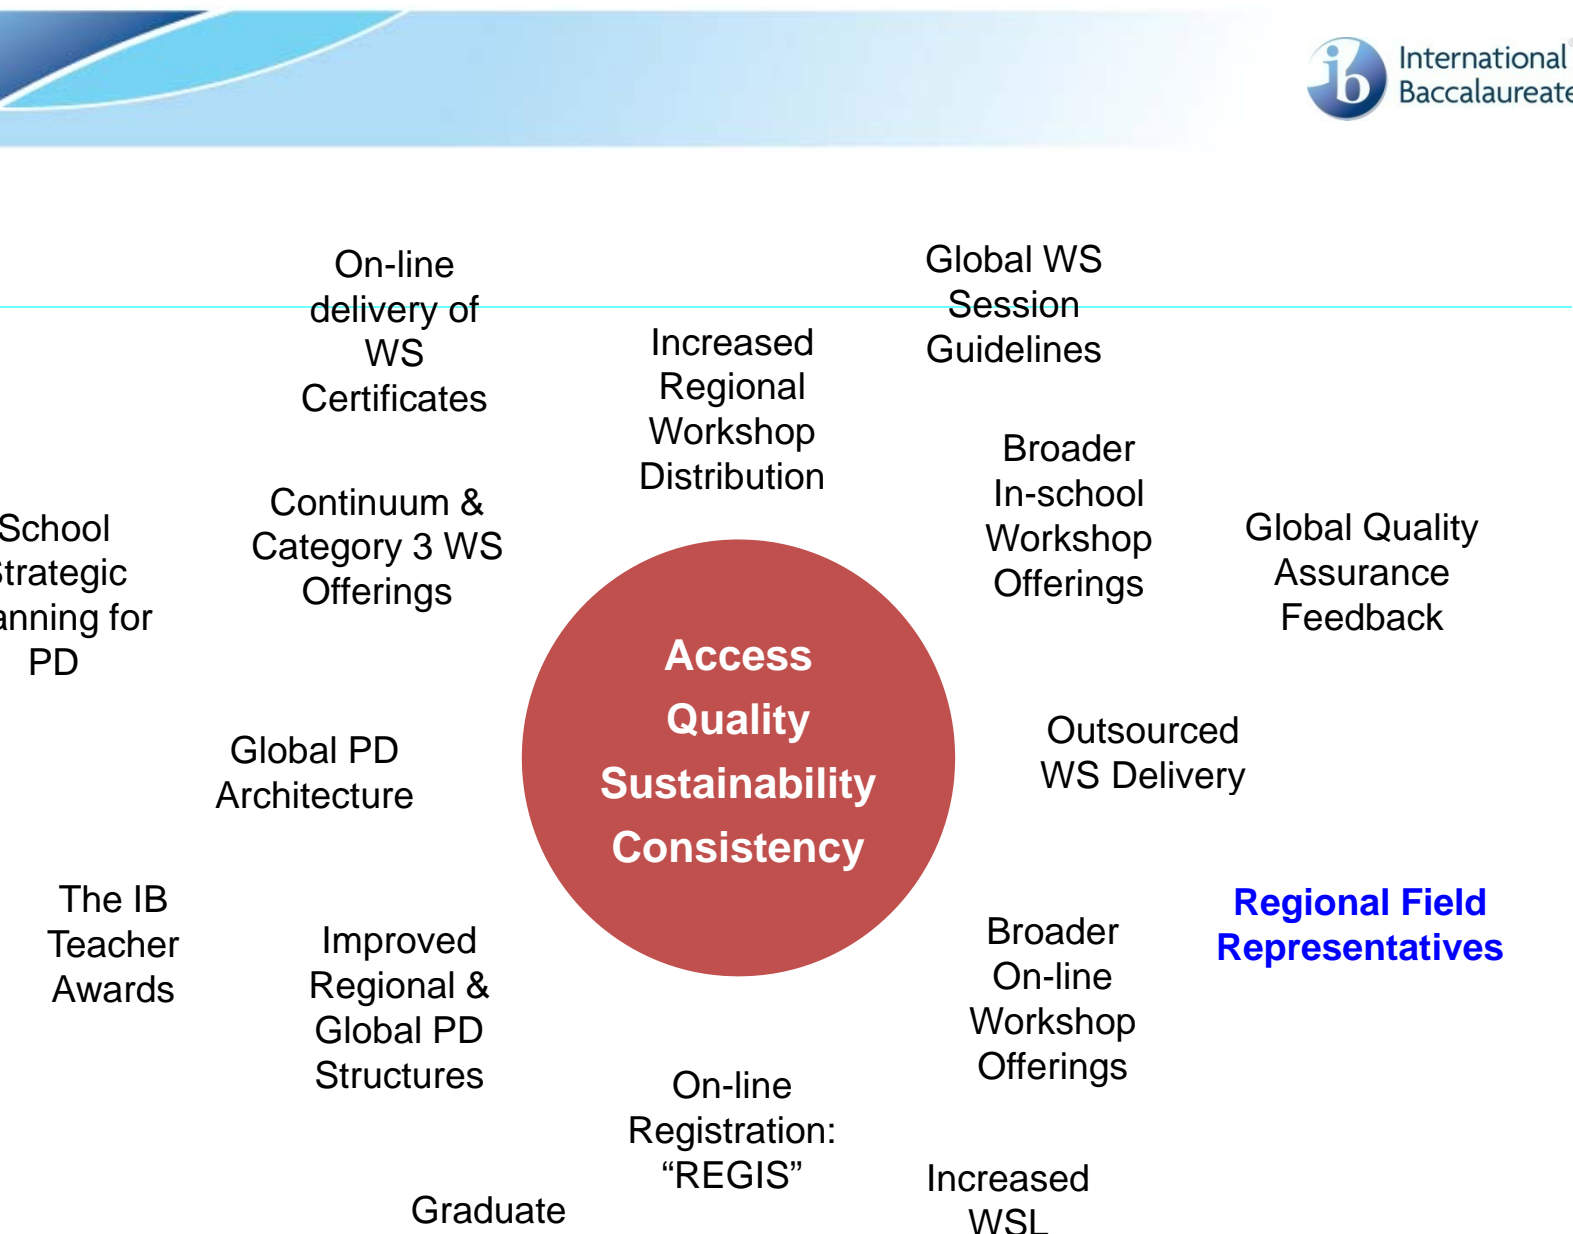 International
Baccalaureate
On-line
delivery of
WS
Certificates
Global WS
Session
Guidelines
Increased
Regional
Workshop
Distribution
Broader
In-school
Workshop
Offerings
Continuum &
Category 3 WS
Offerings
School
for
PD
Global Quality
Assurance
Feedback
Access
Quality
Sustainability
Consistency
Global PD
Architecture
Outsourced
WS Delivery
The IB
Teacher
Awards
Improved
Regional &
Global PD
Structures
Broader
On-line
Workshop
Offerings
Regional Field
Representatives
On-line
Registration:
“REGIS”
Graduate
Increased
WSL